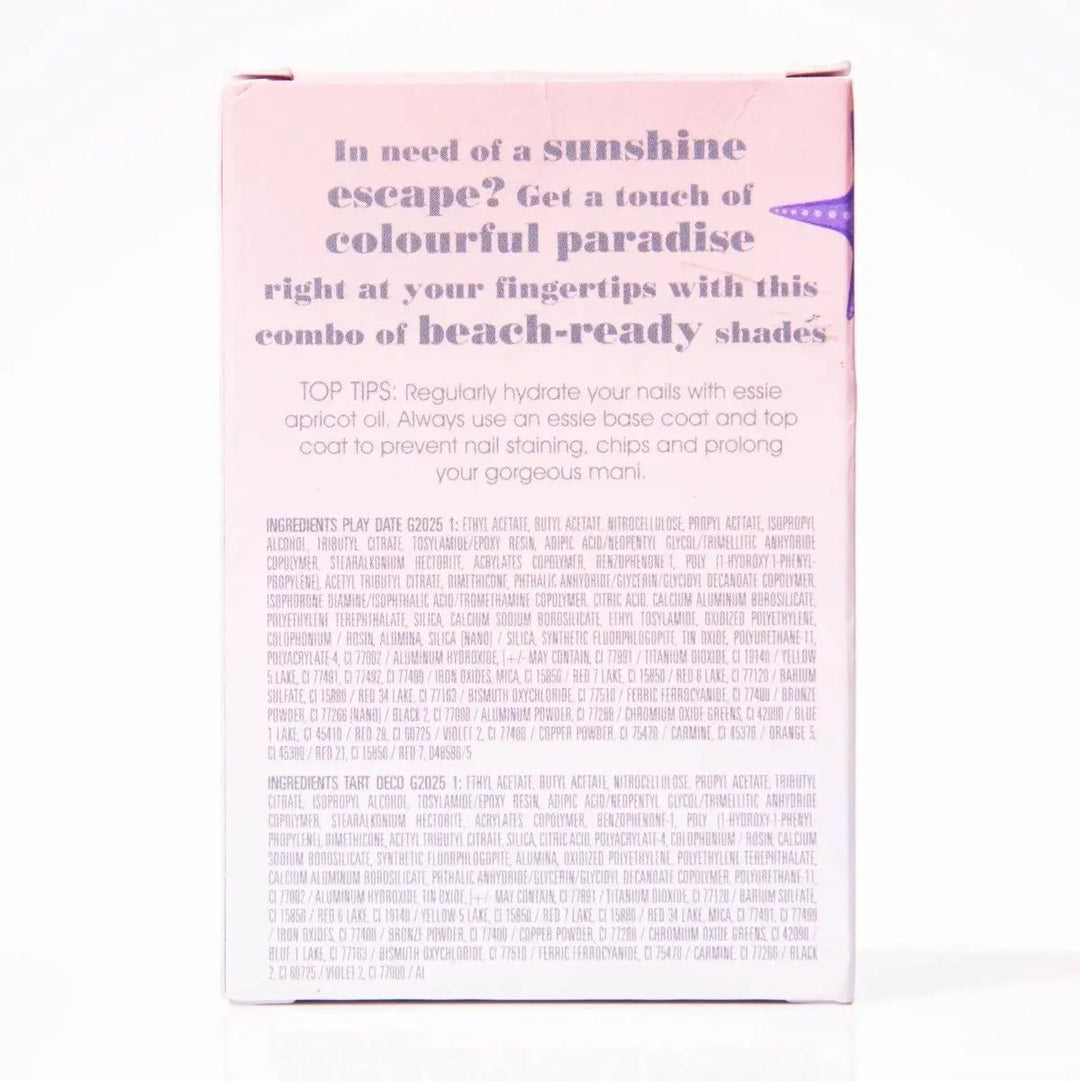 In need of a sunshine
escape? Get a touch of
colourful paradise
right at your fingertips with this
combo of beach-ready shades
TOP TIPS: Regularly hydrate your nails with essie
apricot oil. Always use an essie base coat and top
coat to prevent nail staining, chips and prolong
your gorgeous mani.
INGREDIENTS PLAY DATE G2025 1: ETHYL ACETATE, BUTYL ACETATE, NITROCELLULOSE, PROPYL ACETATE, ISOPROPYL
ALCOHOL, TRIBUTYL CITRATE, TOSYLAMIDE/EPOXY RESIN, ADIPIC ACID/NEOPENTYL GLYCOL/TRIMELLITIC ANHYDRIDE
COPOLYMER, STEARALKONIUM HECTORITE, ACRYLATES COPOLYMER, BENZOPHENONE-1, POLY (1-HYDROXY-1-PHENYL-
PROPYLENE) ACETYL TRIBUTYL CITRATE, DIMETHICONE, PHTHALIC ANHYDRIDE/GLYCERIN/GLYCIDYL DECANOATE COPOLYMER,
ISOPHORONE DIAMINE/ISOPHTHALIC ACID/TROMETHAMINE COPOLYMER, CITRIC ACID, CALCIUM ALUMINUM BOROSILICATE,
POLYETHYLENE TEREPHTHALATE, SILICA, CALCIUM SODIUM BOROSILICATE, ETHYL TOSYLAMIDE, OXIDIZED POLYETHYLENE,
COLOPHONIUM / ROSIN, ALUMINA, SILICA [NANO] / SILICA, SYNTHETIC FLUORPHLOGOPITE, TIN OXIDE, POLYURETHANE-11,
POLYACRYLATE-4, CI 77002 / ALUMINUM HYDROXIDE, [+/- MAY CONTAIN, CI 77891 / TITANIUM DIOXIDE, CI 19140 / YELLOW
5 LAKE, CI 77491, CI 77492, CI 77499 / IRON OXIDES, MICA, CI 15850 / RED 7 LAKE, CI 15850 / RED 6 LAKE, CI 77120 / BARIUM
SULFATE, CI 15880 / RED 34 LAKE, CI 77163 / BISMUTH OXYCHLORIDE, CI 77510 / FERRIC FERROCYANIDE, CI 77400 / BRONZE
POWDER, CI 77266 [NANO] / BLACK 2, CI 77000 / ALUMINUM POWDER, CI 77288 / CHROMIUM OXIDE GREENS, CI 42090 / BLUE
1 LAKE, CI 45410 / RED 28, CI 60725 / VIOLET 2, CI 77400 / COPPER POWDER, CI 75470 / CARMINE, CI 45370 / ORANGE 5,
CI 45380 / RED 21, CI 15850 / RED 7, D48596/5
INGREDIENTS TART DECO G2025 1: ETHYL ACETATE, BUTYL ACETATE, NITROCELLULOSE, PROPYL ACETATE, TRIBUTYL
CITRATE, ISOPROPYL ALCOHOL, TOSYLAMIDE/EPOXY RESIN, ADIPIC ACID/NEOPENTYL GLYCOL/TRIMELLITIC ANHYDRIDE
COPOLYMER, STEARALKONIUM HECTORITE, ACRYLATES COPOLYMER, BENZOPHENONE-1, POLY (1-HYDROXY-1-PHENYL-
PROPYLENE), DIMETHICONE, ACETYL TRIBUTYL CITRATE, SILICA, CITRIC ACID, POLYACRYLATE-4, COLOPHONIUM / ROSIN, CALCIUM
SODIUM BOROSILICATE, SYNTHETIC FLUORPHLOGOPITE, ALUMINA, OXIDIZED POLYETHYLENE, POLYETHYLENE TEREPHTHALATE,
CALCIUM ALUMINUM BOROSILICATE, PHTHALIC ANHYDRIDE/GLYCERIN/GLYCIDYL DECANOATE COPOLYMER, POLYURETHANE-11,
CI 77002 / ALUMINUM HYDROXIDE, TIN OXIDE, [+/- MAY CONTAIN, CI 77891 / TITANIUM DIOXIDE, CI 77120 / BARIUM SULFATE,
CI 15850 / RED 6 LAKE, CI 19140 / YELLOW 5 LAKE, CI 15850 / RED 7 LAKE, CI 15880 / RED 34 LAKE, MICA, CI 77491, CI 77499
/ IRON OXIDES, CI 77400 / BRONZE POWDER, CI 77400 / COPPER POWDER, CI 77288 / CHROMIUM OXIDE GREENS, CI 42090 /
BLUE 1 LAKE, CI 77163 / BISMUTH OXYCHLORIDE, CI 77510 / FERRIC FERROCYANIDE, CI 75470 / CARMINE, CI 77266 / BLACK
2, CI 60725 / VIOLET 2, CI 77000 / AL